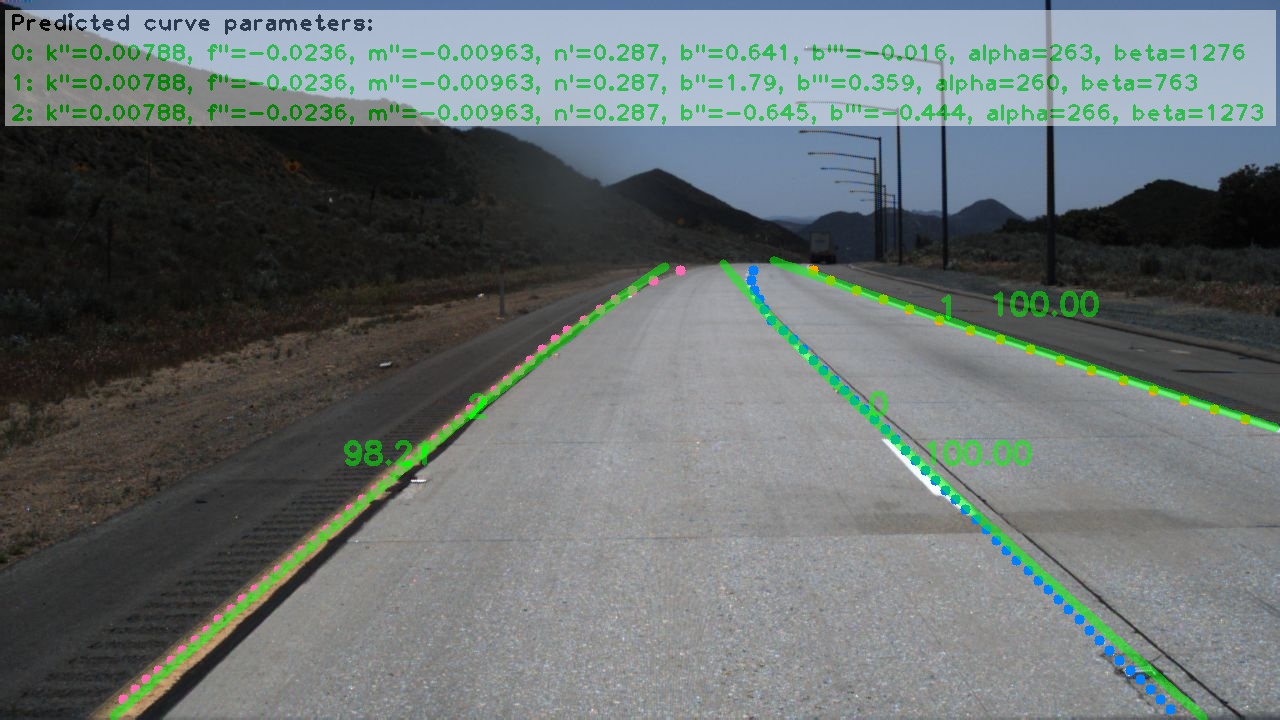 Predicted curve parameters:
0: k''=0.00788, f''=-0.0236, m''=-0.00963, n'=0.287, b''=0.641, b'''=-0.016, alpha=263, beta=1276
1: k''=0.00788, f''=-0.0236, m''=-0.00963, n'=0.287, b''=1.79, b'''=0.359, alpha=260, beta=763
2: k''=0.00788, f''=-0.0236, m''=-0.00963, n'=0.287, b''=-0.645, b'''=-0.444, alpha=266, beta=1273
1 100.00
2
0
98.21
100.00